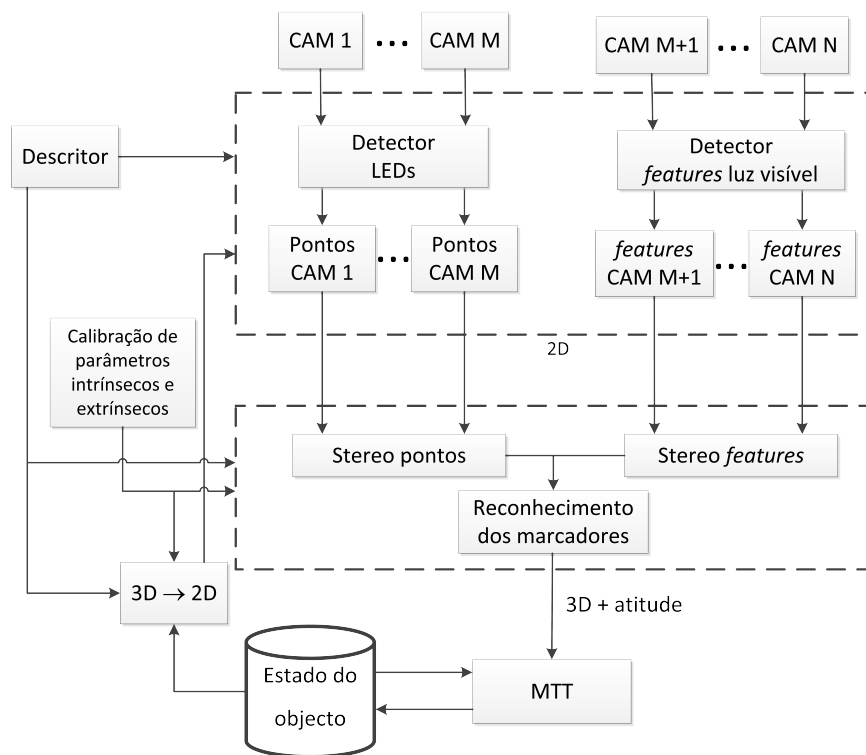 CAM 1 ... CAM M
CAM M+1 ... CAM N
Descritor
Detector
LEDs
Detector
features luz visível
Pontos
CAM 1
...
Pontos
CAM M
features
CAM M+1
...
features
CAM N
2D
Calibração de
parâmetros
intrínsecos e
extrínsecos
Stereo pontos
Stereo features
Reconhecimento
dos marcadores
3D → 2D
3D + atitude
Estado do
objecto
MTT